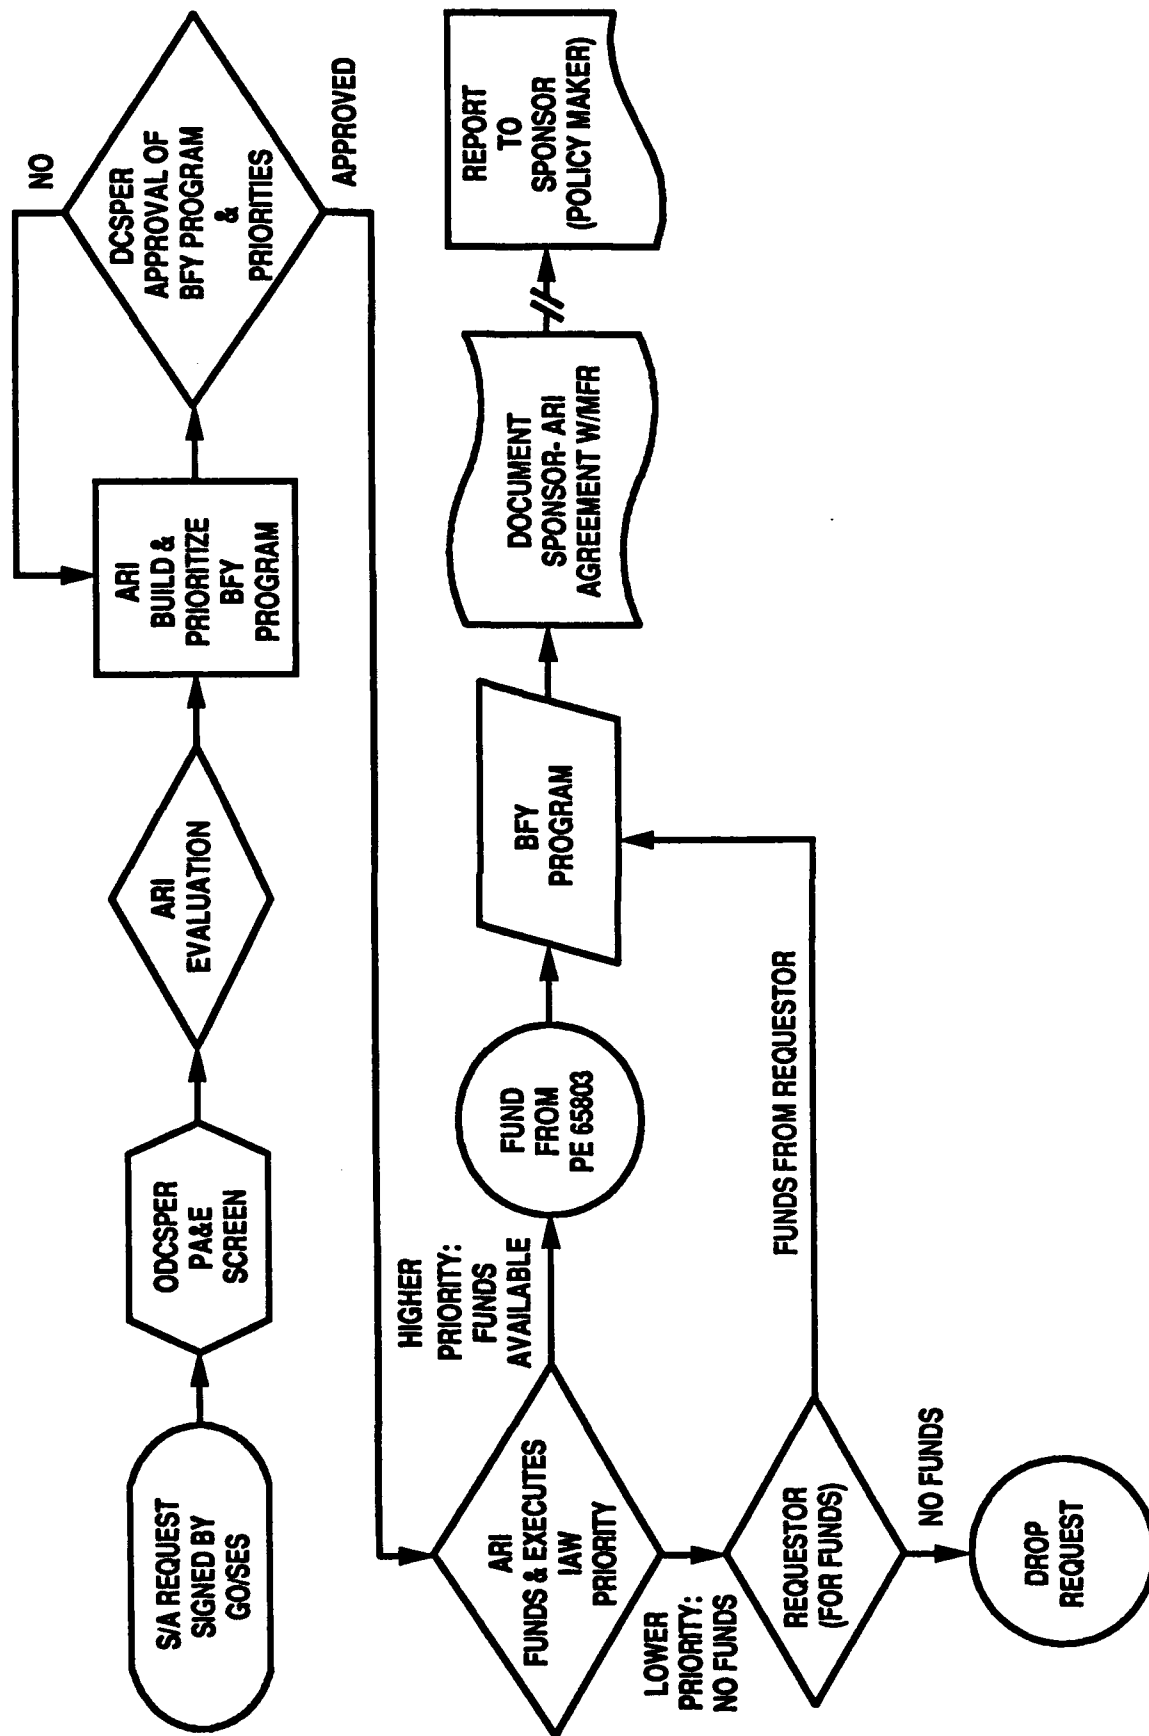 S/A REQUEST
SIGNED BY
GO/SES
ODCSPER
PA&E
SCREEN
ARI
EVALUATION
ARI
BUILD &
PRIORITIZE
BFY
PROGRAM
DCSPER
APPROVAL OF
BFY PROGRAM
&
PRIORITIES
NO
APPROVED
ARI
FUNDS & EXECUTES
IAW
PRIORITY
HIGHER
PRIORITY:
FUNDS
AVAILABLE
FUND
FROM
PE 65803
BFY
PROGRAM
DOCUMENT
SPONSOR- ARI
AGREEMENT W/MFR
REPORT
TO
SPONSOR
(POLICY MAKER)
LOWER
PRIORITY:
NO FUNDS
REQUESTOR
(FOR FUNDS)
FUNDS FROM REQUESTOR
NO FUNDS
DROP
REQUEST